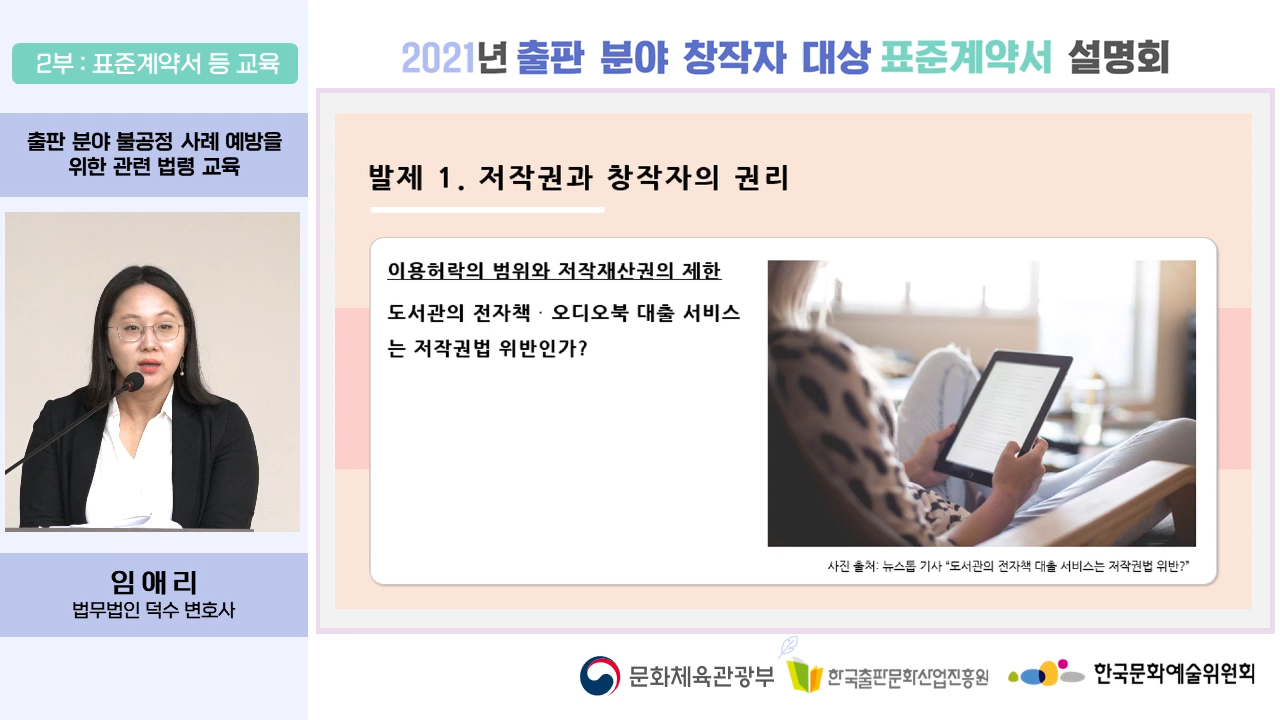 2부 : 표준계약서 등 교육
2021년 출판 분야 창작자 대상 표준계약서 설명회
출판 분야 불공정 사례 예방을
위한 관련 법령 교육
발제 1. 저작권과 창작자의 권리
이용허락의 범위와 저작재산권의 제한
도서관의 전자책 · 오디오북 대출 서비스
는 저작권법 위반인가?
사진 출처: 뉴스톱 기사 “도서관의 전자책 대출 서비스는 저작권법 위반?”
임애리
법무법인 덕수 변호사
문화체육관광부
한국출판문화산업진흥원
한국문화예술위원회